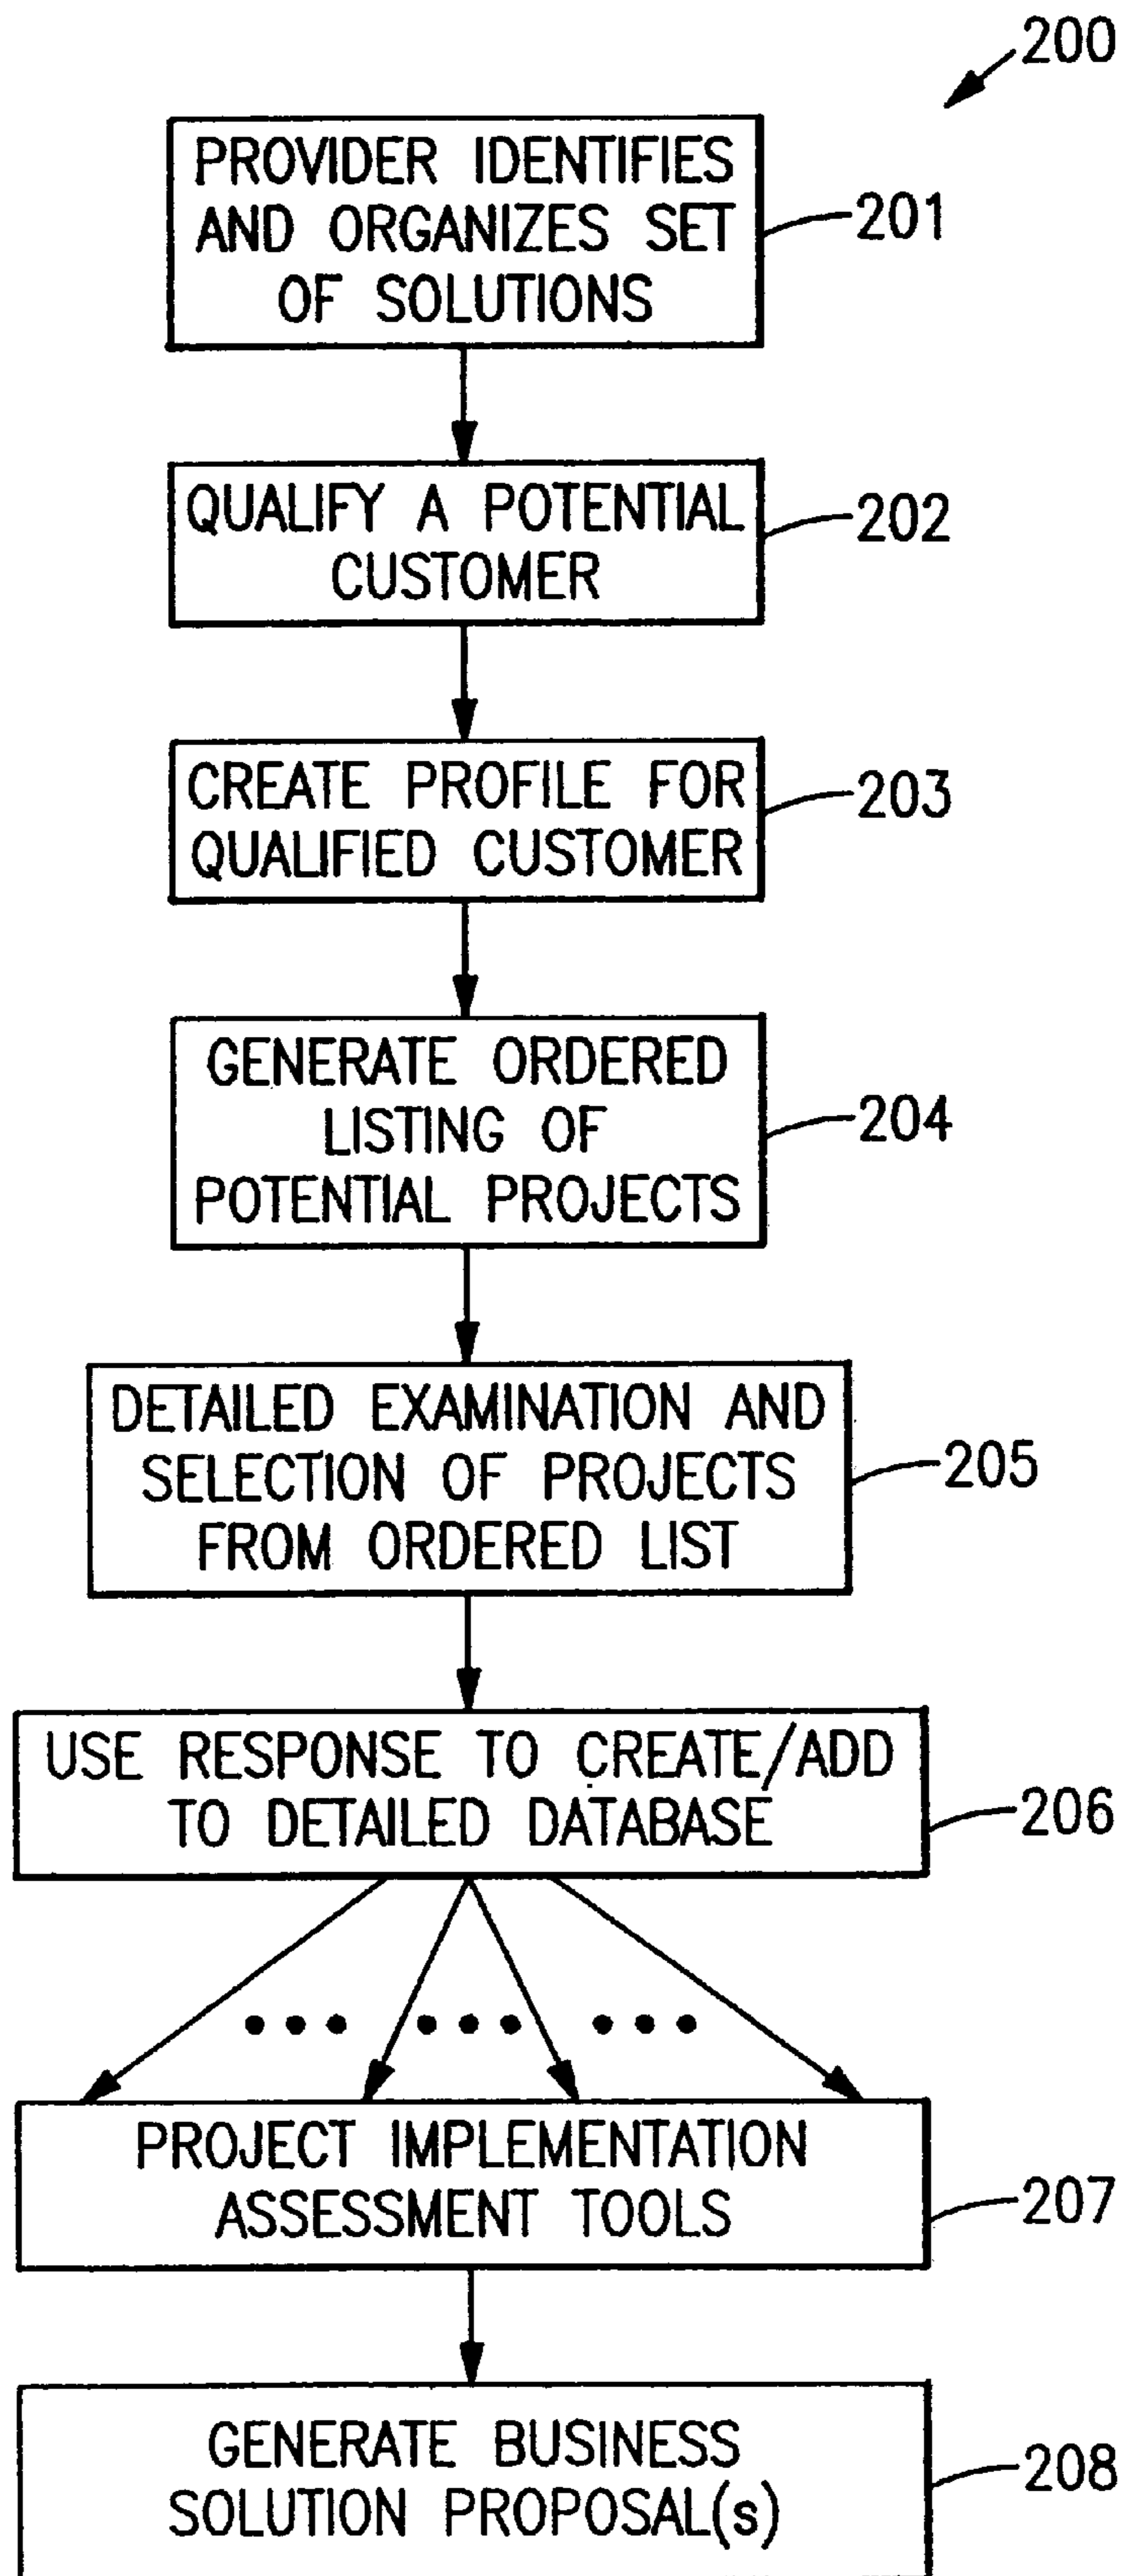 200
PROVIDER IDENTIFIES
AND ORGANIZES SET
OF SOLUTIONS
201
QUALIFY A POTENTIAL
CUSTOMER
202
CREATE PROFILE FOR
QUALIFIED CUSTOMER
203
GENERATE ORDERED
LISTING OF
POTENTIAL PROJECTS
204
DETAILED EXAMINATION AND
SELECTION OF PROJECTS
FROM ORDERED LIST
205
USE RESPONSE TO CREATE/ADD
TO DETAILED DATABASE
206
PROJECT IMPLEMENTATION
ASSESSMENT TOOLS
207
GENERATE BUSINESS
SOLUTION PROPOSAL(s)
208